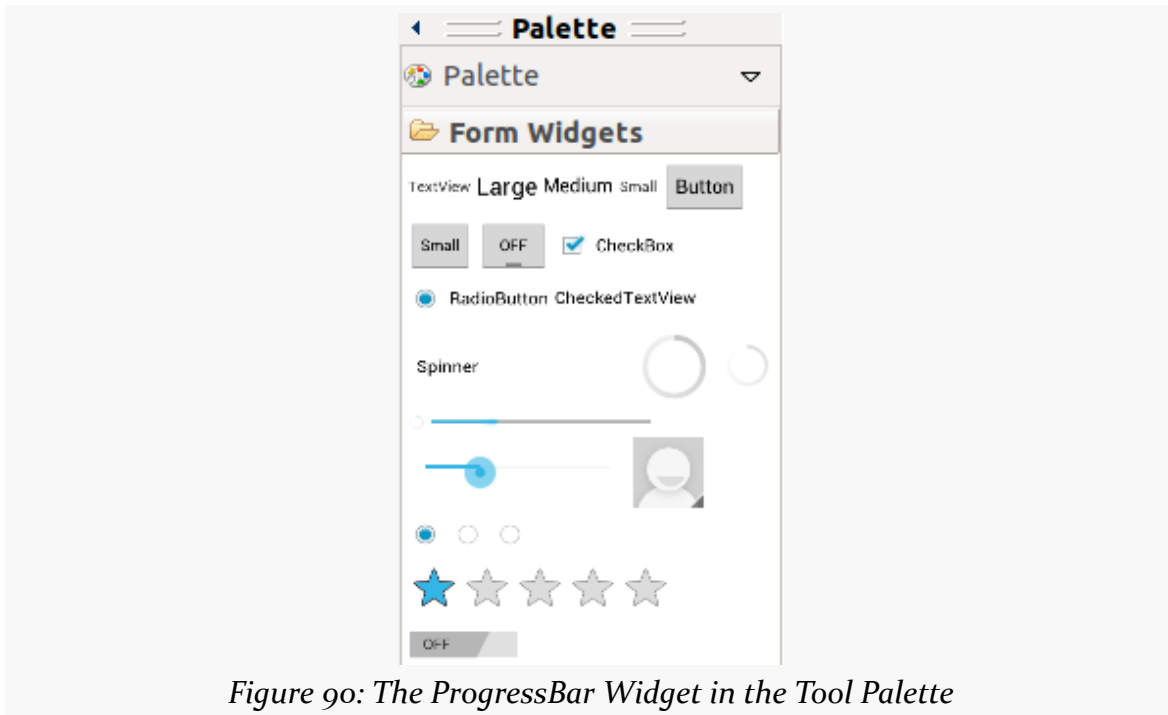 Palette
Palette
Form Widgets
TextView Large Medium Small Button
Small OFF CheckBox
RadioButton CheckedTextView
Spinner
OFF
Figure 90: The ProgressBar Widget in the Tool Palette